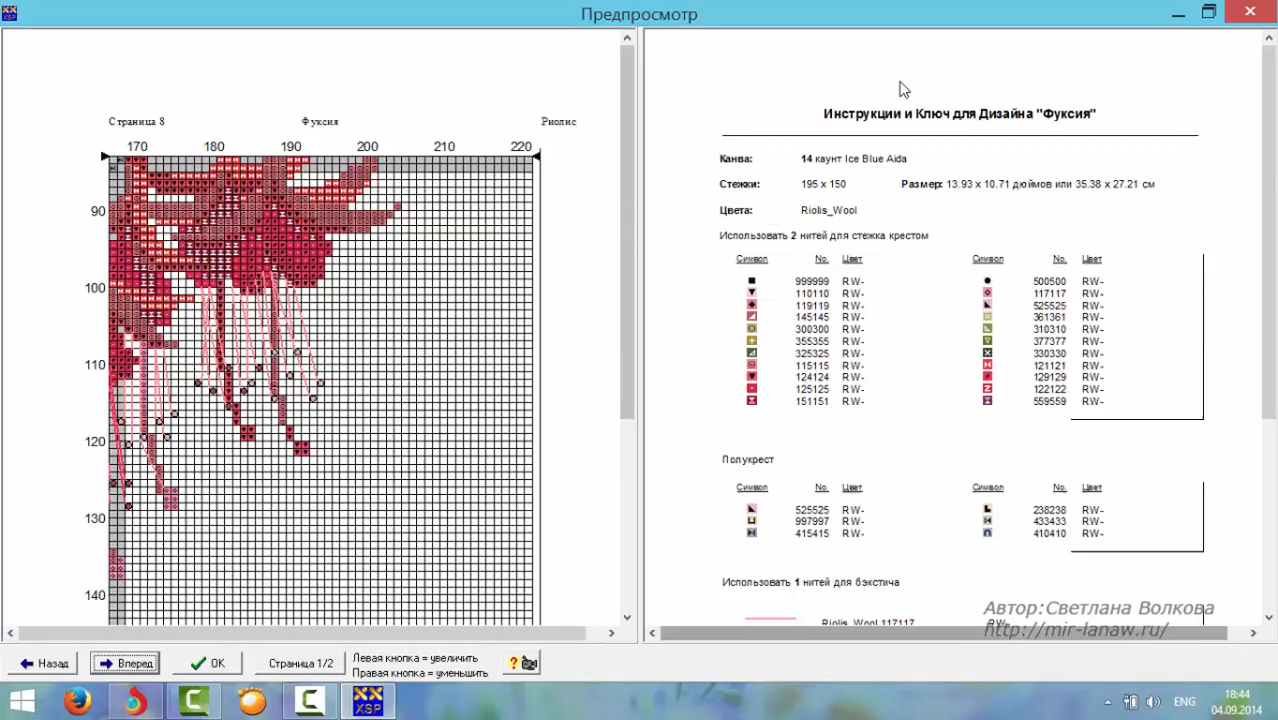 Предпросмотр
Страница 8 Фуксия Риолис
170 180 190 200 210 220
90
100
110
120
130
140
Инструкции и Ключ для Дизайна "Фуксия"
Канва: 14 каунт Ice Blue Aida
Стежки: 195 x 150 Размер: 13.93 x 10.71 дюймов или 35.38 x 27.21 см
Цвета: Riolis_Wool
Использовать 2 нитей для стежка крестом
Символ No. Цвет Символ No. Цвет
999999 RW- 500500 RW-
110110 RW- 117117 RW-
119119 RW- 525525 RW-
145145 RW- 361361 RW-
300300 RW- 310310 RW-
355355 RW- 377377 RW-
325325 RW- 330330 RW-
115115 RW- 121121 RW-
124124 RW- 129129 RW-
125125 RW- 122122 RW-
151151 RW- 559559 RW-
Полукрест
Символ No. Цвет Символ No. Цвет
525525 RW- 238238 RW-
997997 RW- 433433 RW-
415415 RW- 410410 RW-
Использовать 1 нитей для бэкстича
Riolis_Wool 117117 RW-
Автор:Светлана Волкова
http://mir-lanaw.ru/
Назад Вперед OK Страница 1/2 Левая кнопка = увеличить
Правая кнопка = уменьшить
XSP
ENG
18:44
04.09.2014